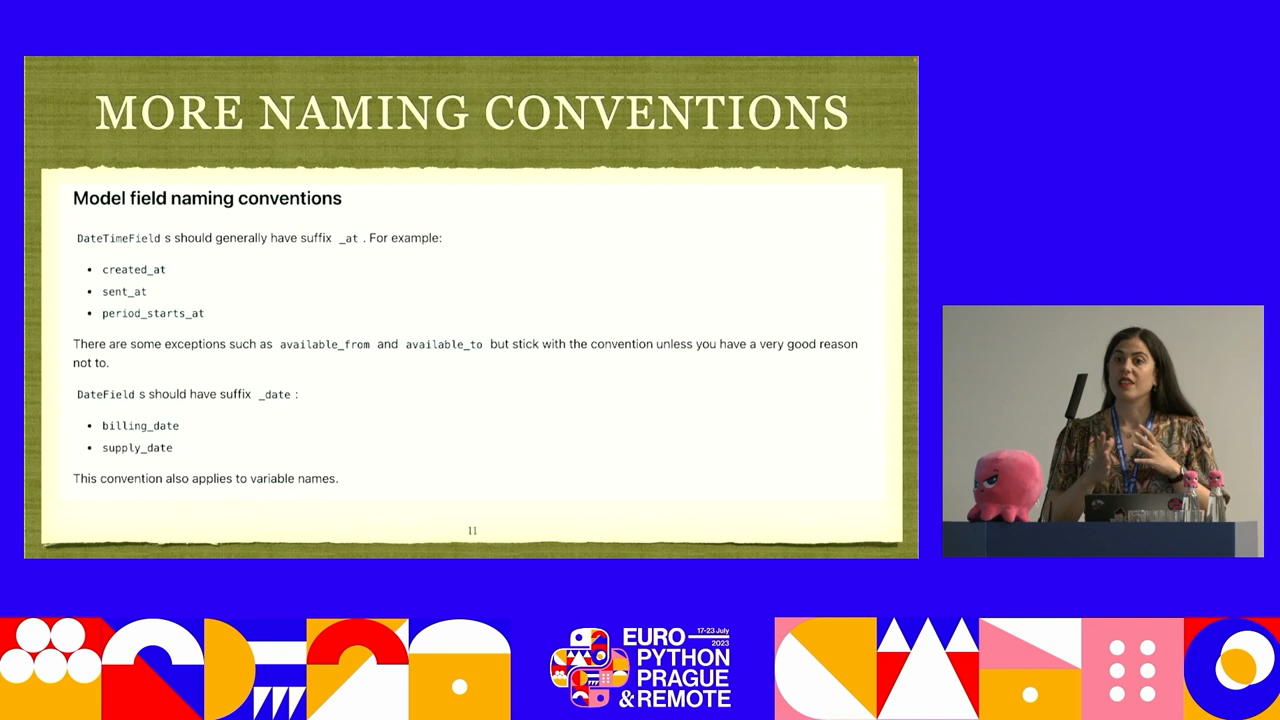 MORE NAMING CONVENTIONS
Model field naming conventions
DateTimeField s should generally have suffix _at . For example:
• created_at
• sent_at
• period_starts_at
There are some exceptions such as available_from and available_to but stick with the convention unless you have a very good reason
not to.
DateField s should have suffix _date :
• billing_date
• supply_date
This convention also applies to variable names.
11
EURO
17-23 July
2023
PYTHON
PRAGUE
& REMOTE